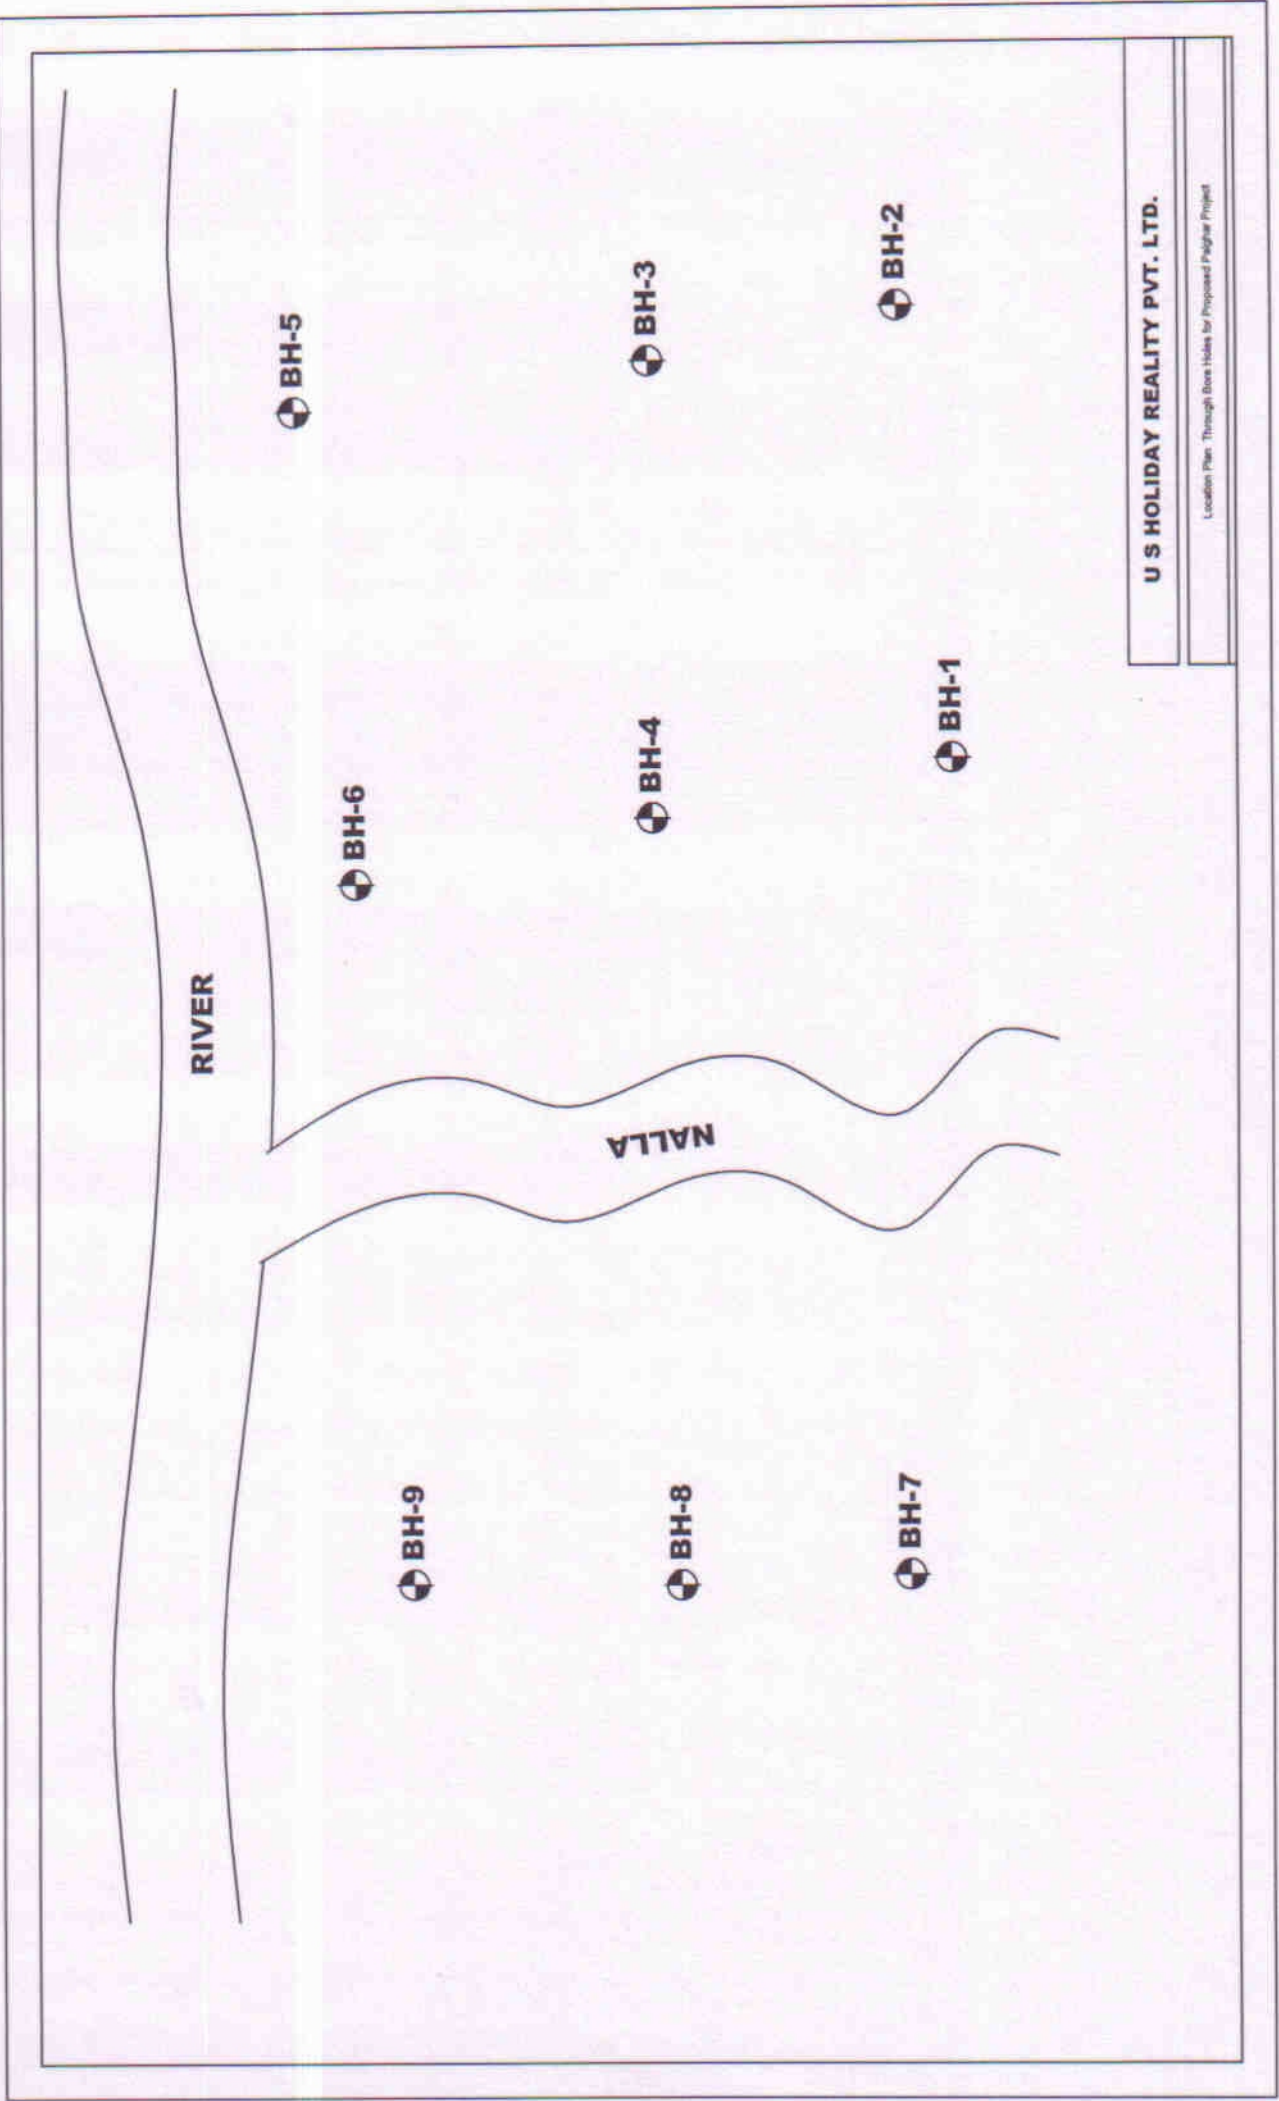 RIVER
BH-5
BH-6
BH-9
NALLA
BH-3
BH-4
BH-8
BH-2
BH-1
BH-7
U S HOLIDAY REALITY PVT. LTD.
Location Plan Through Bore Holes for Proposed Palghar Project